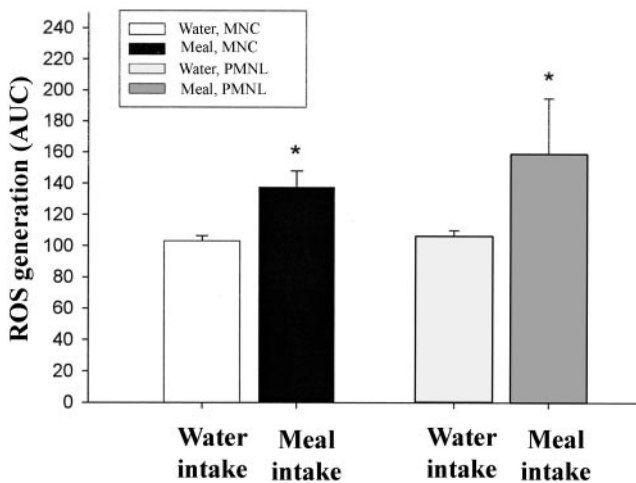 240
220
200
180
160
140
120
100
80
60
40
20
0
ROS generation (AUC)
Water, MNC
Meal, MNC
Water, PMNL
Meal, PMNL
*
*
Water intake
Meal intake
Water intake
Meal intake